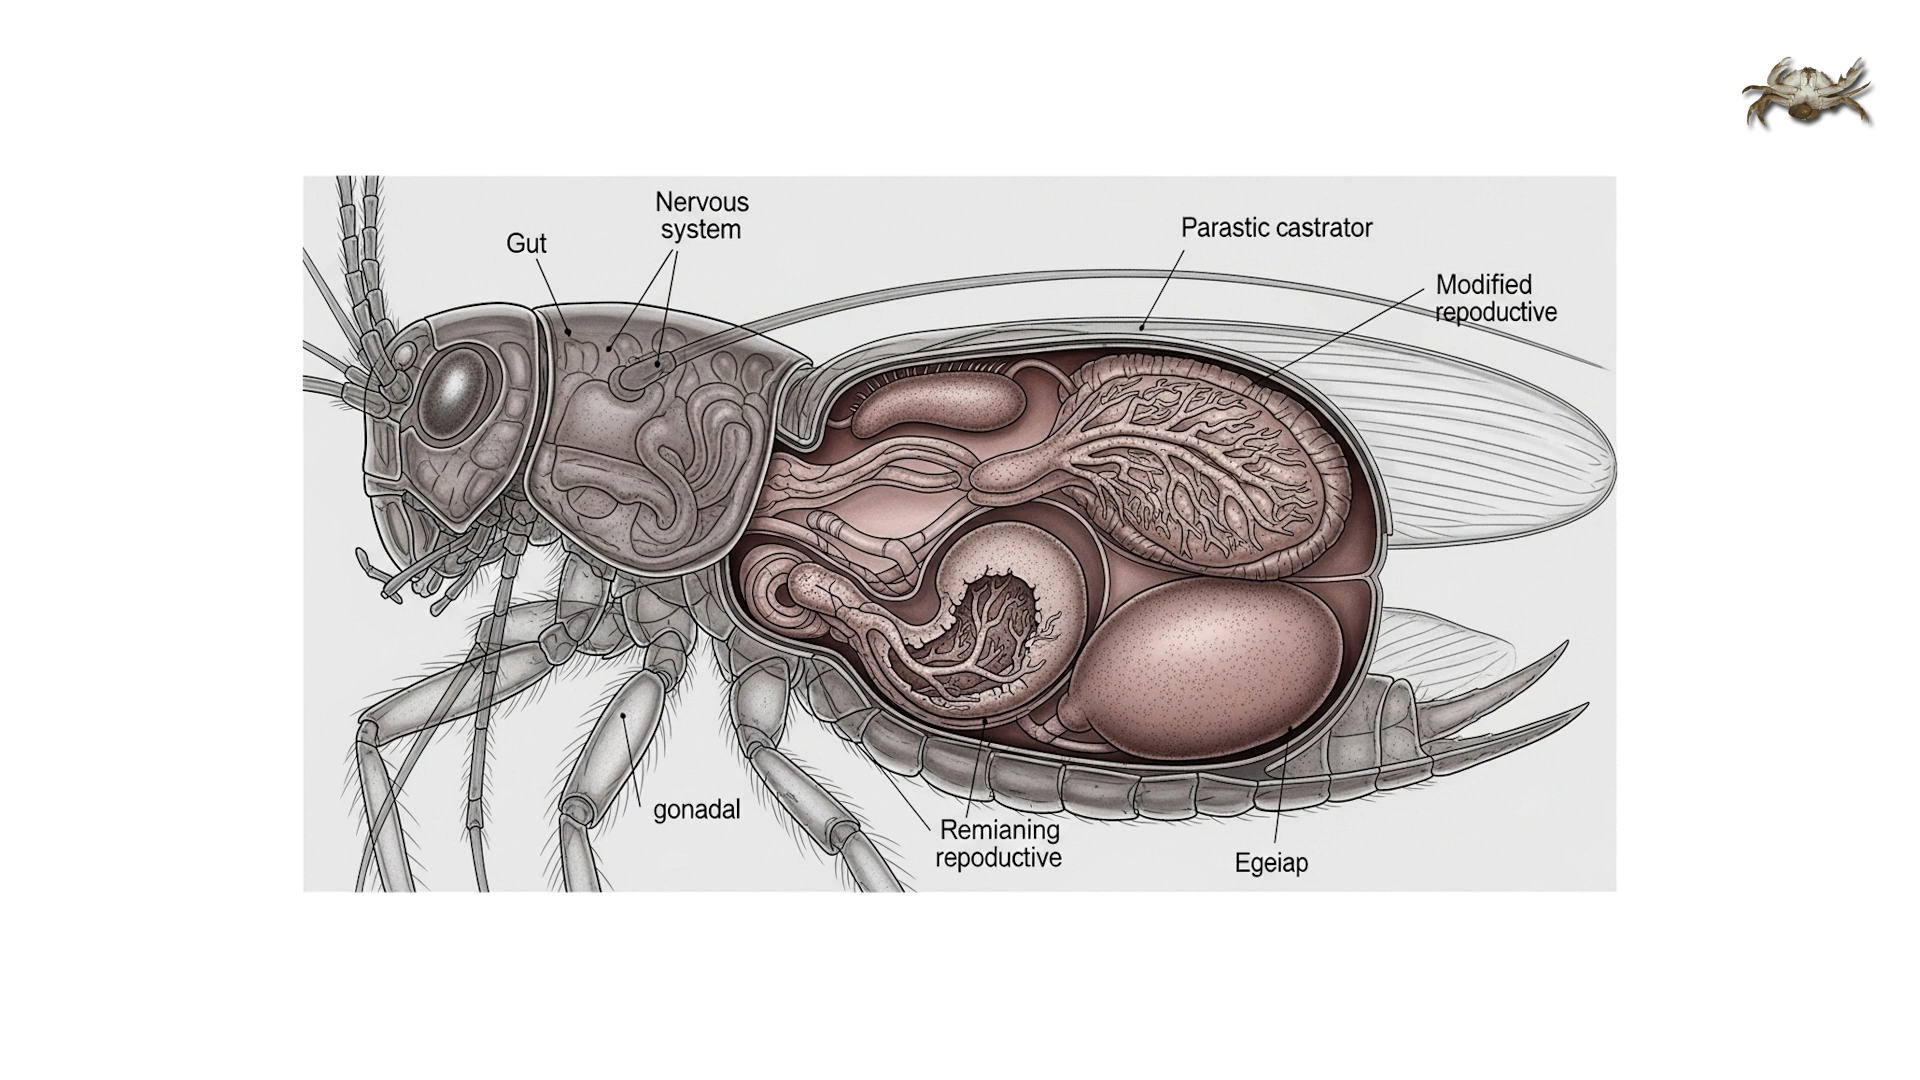 Nervous
system
Gut
Parastic castrator
Modified
repoductive
gonadal
Remianing
repoductive
Egeiap